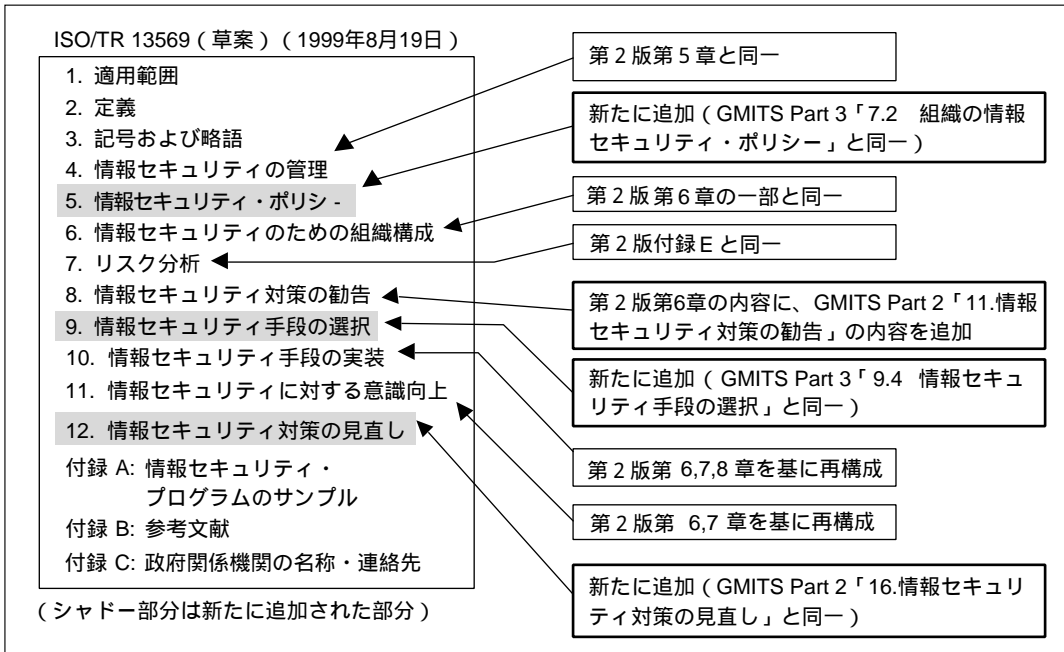 ISO/TR 13569（草案）（1999年8月19日）
1. 適用範囲
2. 定義
3. 記号および略語
4. 情報セキュリティの管理
5. 情報セキュリティ・ポリシ -
6. 情報セキュリティのための組織構成
7. リスク分析
8. 情報セキュリティ対策の勧告
9. 情報セキュリティ手段の選択
10. 情報セキュリティ手段の実装
11. 情報セキュリティに対する意識向上
12. 情報セキュリティ対策の見直し
付録 A: 情報セキュリティ・
プログラムのサンプル
付録 B: 参考文献
付録 C: 政府関係機関の名称・連絡先
（シャドー部分は新たに追加された部分）
第２版第５章と同一
新たに追加（GMITS Part 3「7.2 組織の情報
セキュリティ・ポリシー」と同一）
第２版第６章の一部と同一
第２版付録Ｅと同一
第２版第6章の内容に、GMITS Part 2「11.情報
セキュリティ対策の勧告」の内容を追加
新たに追加（ GMITS Part 3「 9.4 情報セキュ
リティ手段の選択」と同一）
第２版第 6,7,8 章を基に再構成
第２版第 6,7 章を基に再構成
新たに追加（GMITS Part 2「16.情報セキュリ
ティ対策の見直し」と同一）